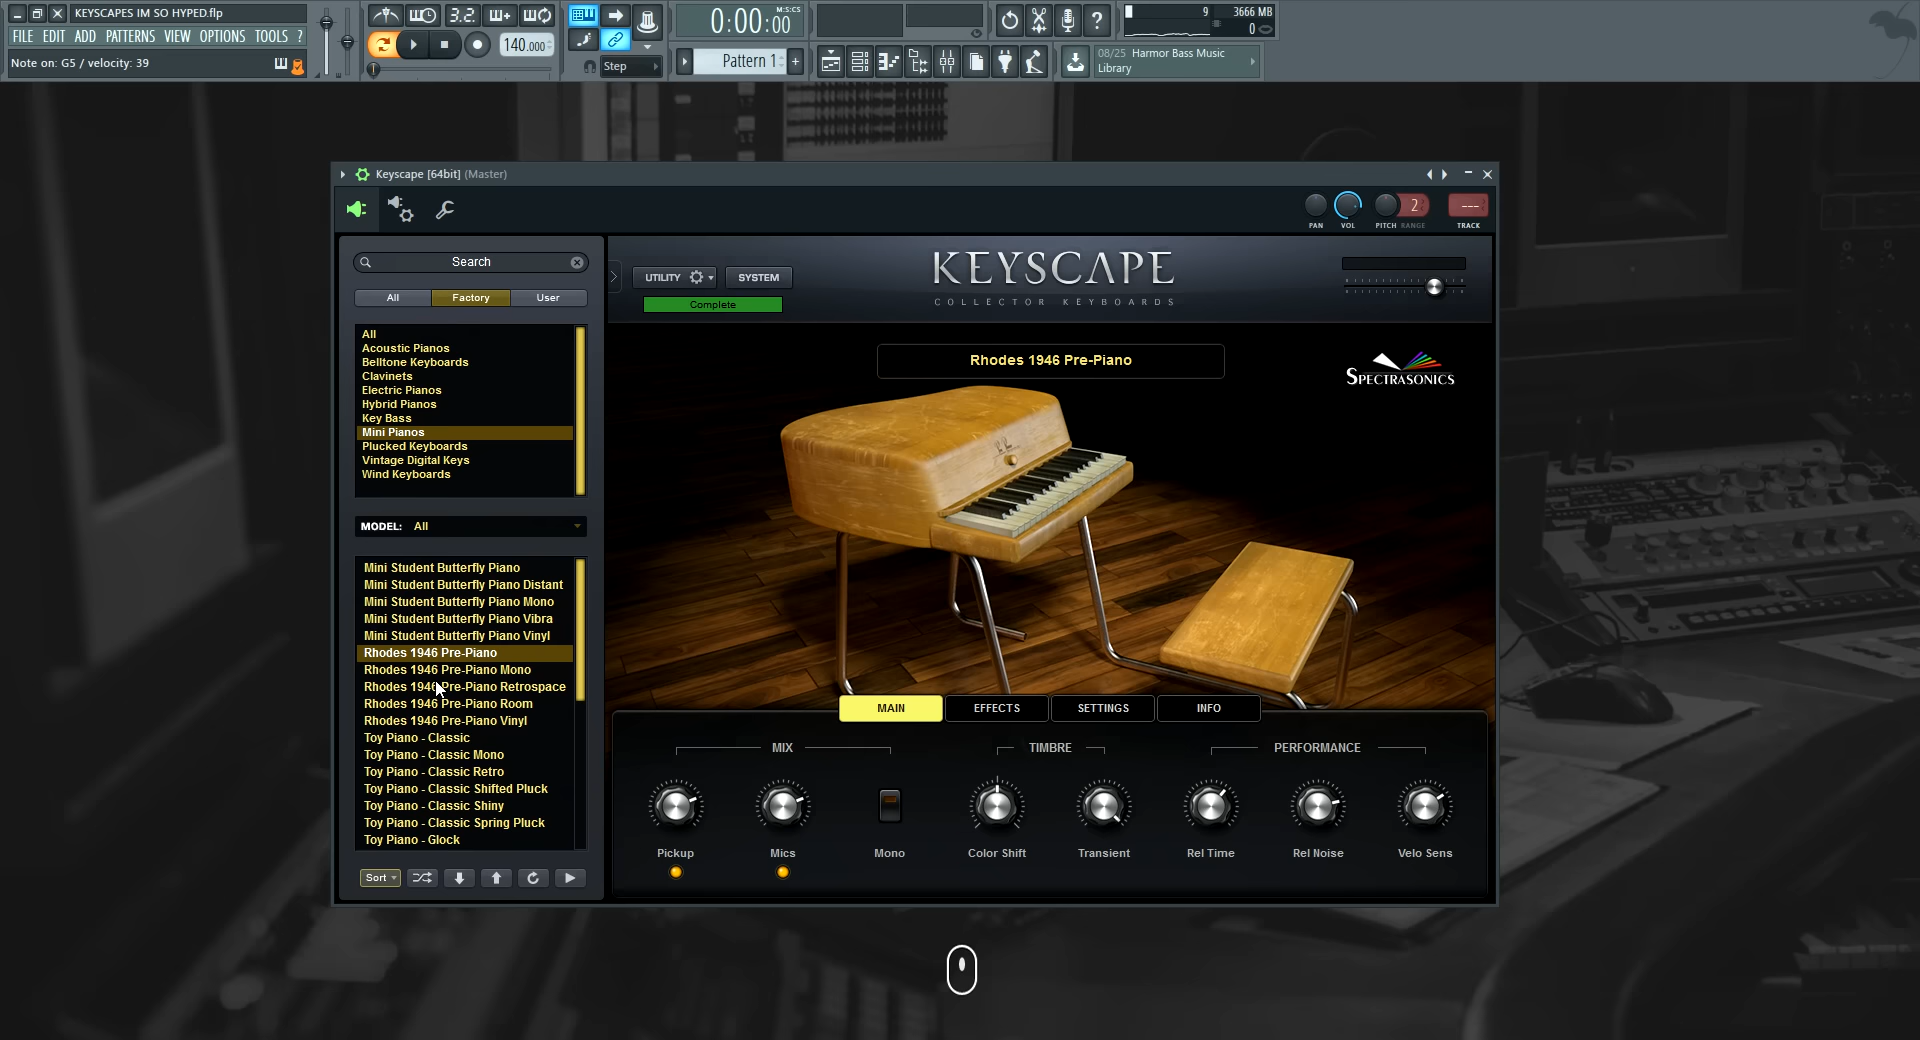 KEYSCAPES IM SO HYPED.flp
FILE EDIT ADD PATTERNS VIEW OPTIONS TOOLS ?
Note on: G5 / velocity: 39
3.2.
140.000
Step
0:00:00
M:S:CS
Pattern 1
+
?
9
3666 MB
0
08/25 Harmor Bass Music
Library
Keyscape [64bit] (Master)
PAN
VOL
PITCH RANGE
2
---
TRACK
Search
All
Factory
User
All
Acoustic Pianos
Belltone Keyboards
Clavinets
Electric Pianos
Hybrid Pianos
Key Bass
Mini Pianos
Plucked Keyboards
Vintage Digital Keys
Wind Keyboards
MODEL: All
Mini Student Butterfly Piano
Mini Student Butterfly Piano Distant
Mini Student Butterfly Piano Mono
Mini Student Butterfly Piano Vibra
Mini Student Butterfly Piano Vinyl
Rhodes 1946 Pre-Piano
Rhodes 1946 Pre-Piano Mono
Rhodes 1946 Pre-Piano Retrospace
Rhodes 1946 Pre-Piano Room
Rhodes 1946 Pre-Piano Vinyl
Toy Piano - Classic
Toy Piano - Classic Mono
Toy Piano - Classic Retro
Toy Piano - Classic Shifted Pluck
Toy Piano - Classic Shiny
Toy Piano - Classic Spring Pluck
Toy Piano - Glock
Sort
UTILITY
SYSTEM
Complete
KEYSCAPE
COLLECTOR KEYBOARDS
Rhodes 1946 Pre-Piano
SPECTRASONICS
MAIN
EFFECTS
SETTINGS
INFO
MIX
TIMBRE
PERFORMANCE
Pickup
Mics
Mono
Color Shift
Transient
Rel Time
Rel Noise
Velo Sens